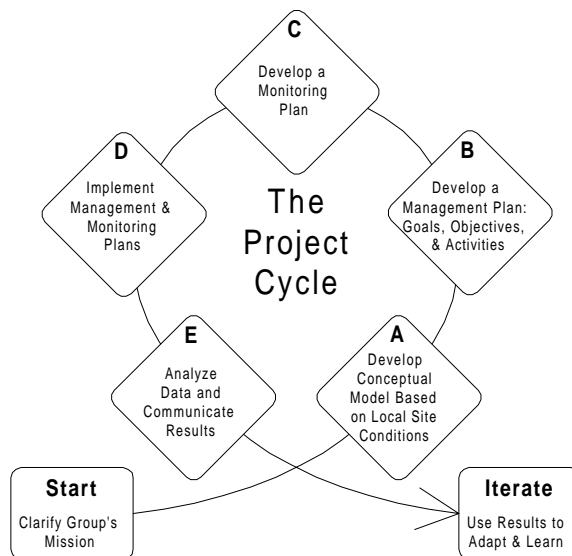 C
Develop a
Monitoring
Plan
D
Implement
Management &
Monitoring
Plans
The
Project
Cycle
B
Develop a
Management Plan:
Goals, Objectives,
& Activities
E
Analyze
Data and
Communicate
Results
A
Develop
Conceptual
Model Based
on Local Site
Conditions
Start
Clarify Group's
Mission
Iterate
Use Results to
Adapt & Learn